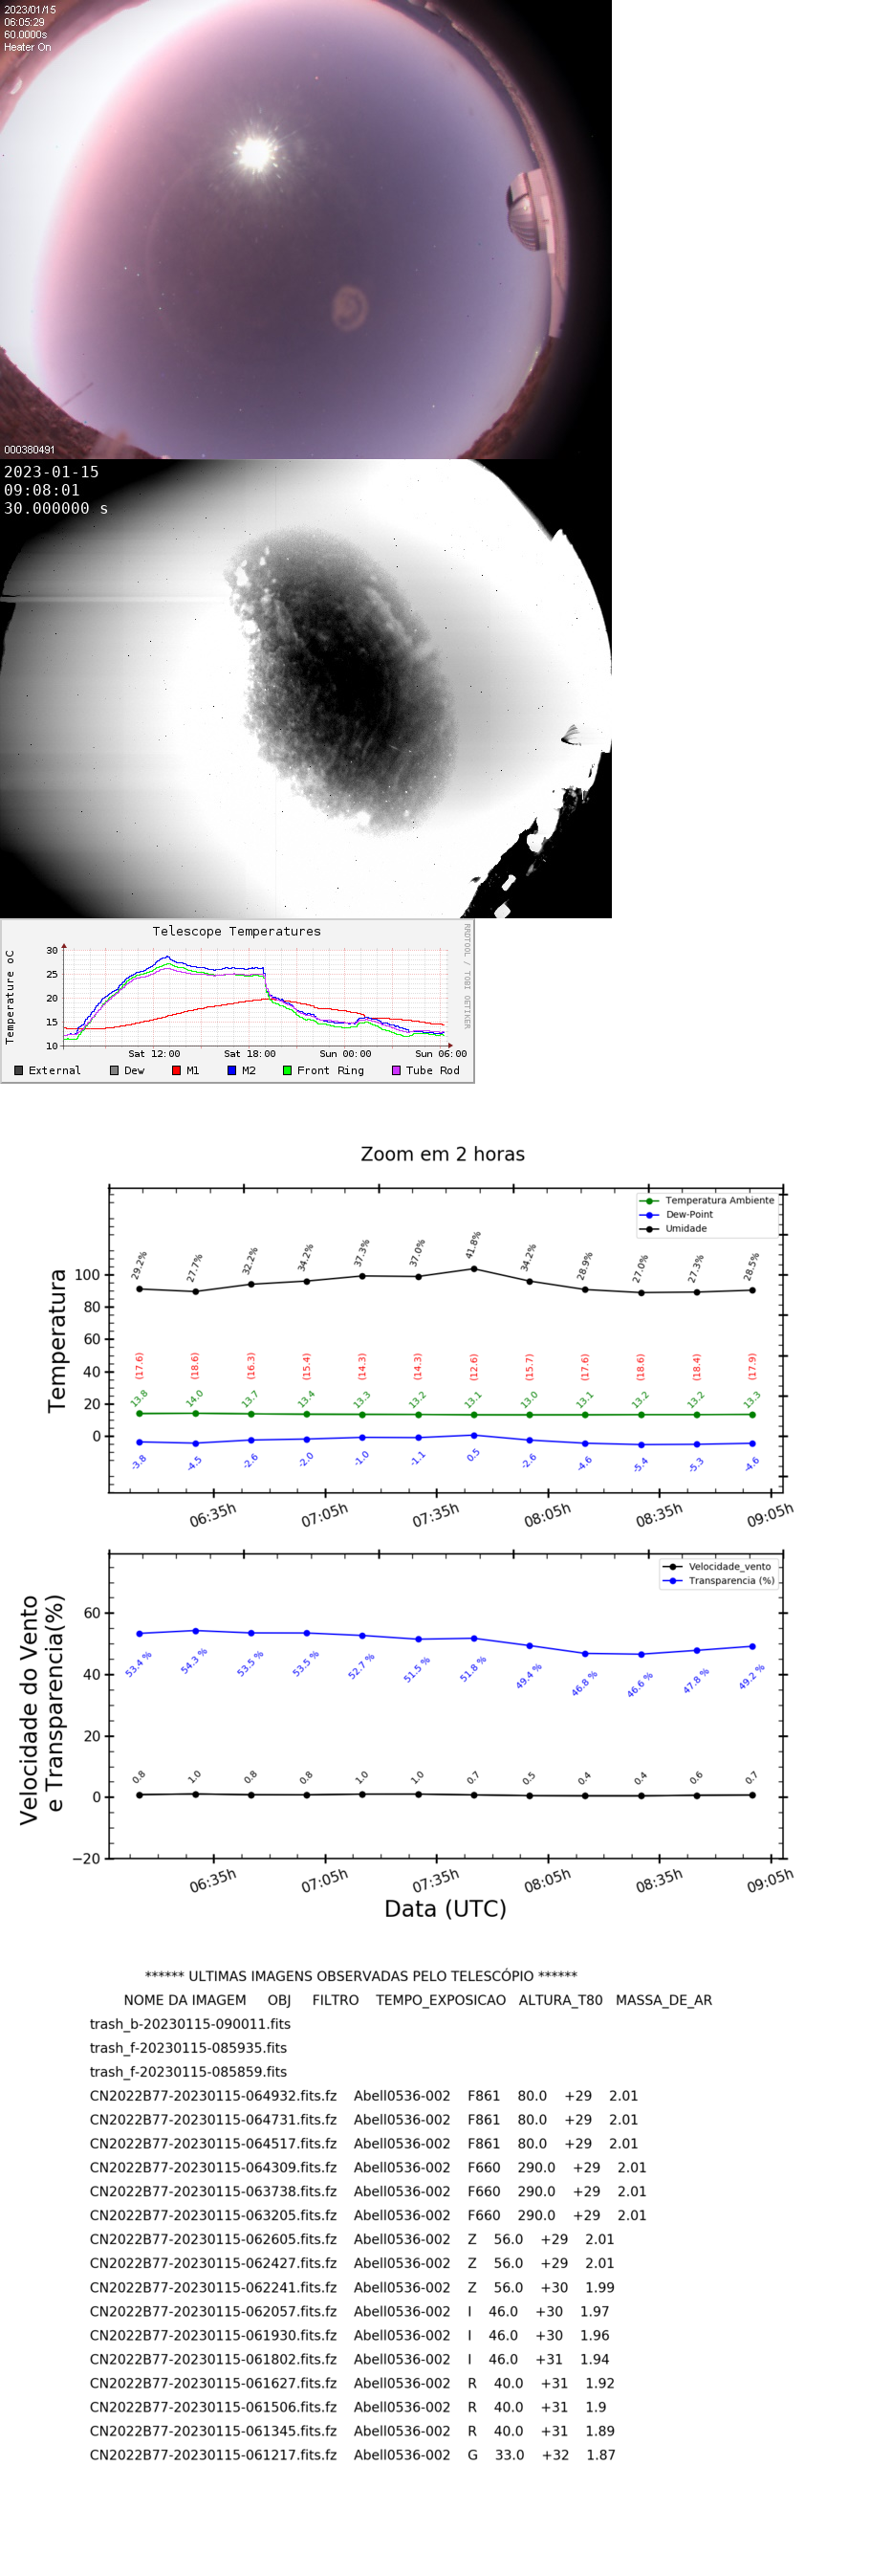 2023/01/15
06:05:29
60.0000s
Heater On
000380491
2023-01-15
09:08:01
30.000000 s
Telescope Temperatures
RRDTOOL / TOBI OETIKER
Temperature oC
30
25
20
15
10
Sat 12:00 Sat 18:00 Sun 00:00 Sun 06:00
External Dew M1 M2 Front Ring Tube Rod
Zoom em 2 horas
Temperatura Ambiente
Dew-Point
Umidade
Temperatura
100
80
60
40
20
0
29.2% 27.7% 32.2% 34.2% 37.3% 37.0% 41.8% 34.2% 28.9% 27.0% 27.3% 28.5%
(17.6) (18.6) (16.3) (15.4) (14.3) (14.3) (12.6) (15.7) (17.6) (18.6) (18.4) (17.9)
13.8 14.0 13.7 13.4 13.3 13.2 13.1 13.0 13.1 13.2 13.2 13.3
-3.8 -4.5 -2.6 -2.0 -1.0 -1.1 0.5 -2.6 -4.6 -5.4 -5.3 -4.6
06:35h 07:05h 07:35h 08:05h 08:35h 09:05h
Velocidade_vento
Transparencia (%)
Velocidade do Vento
e Transparencia(%)
60
40
20
0
−20
53.4 % 54.3 % 53.5 % 53.5 % 52.7 % 51.5 % 51.8 % 49.4 % 46.8 % 46.6 % 47.8 % 49.2 %
0.8 1.0 0.8 0.8 1.0 1.0 0.7 0.5 0.4 0.4 0.6 0.7
06:35h 07:05h 07:35h 08:05h 08:35h 09:05h
Data (UTC)
****** ULTIMAS IMAGENS OBSERVADAS PELO TELESCÓPIO ******
NOME DA IMAGEM OBJ FILTRO TEMPO_EXPOSICAO ALTURA_T80 MASSA_DE_AR
trash_b-20230115-090011.fits
trash_f-20230115-085935.fits
trash_f-20230115-085859.fits
CN2022B77-20230115-064932.fits.fz Abell0536-002 F861 80.0 +29 2.01
CN2022B77-20230115-064731.fits.fz Abell0536-002 F861 80.0 +29 2.01
CN2022B77-20230115-064517.fits.fz Abell0536-002 F861 80.0 +29 2.01
CN2022B77-20230115-064309.fits.fz Abell0536-002 F660 290.0 +29 2.01
CN2022B77-20230115-063738.fits.fz Abell0536-002 F660 290.0 +29 2.01
CN2022B77-20230115-063205.fits.fz Abell0536-002 F660 290.0 +29 2.01
CN2022B77-20230115-062605.fits.fz Abell0536-002 Z 56.0 +29 2.01
CN2022B77-20230115-062427.fits.fz Abell0536-002 Z 56.0 +29 2.01
CN2022B77-20230115-062241.fits.fz Abell0536-002 Z 56.0 +30 1.99
CN2022B77-20230115-062057.fits.fz Abell0536-002 I 46.0 +30 1.97
CN2022B77-20230115-061930.fits.fz Abell0536-002 I 46.0 +30 1.96
CN2022B77-20230115-061802.fits.fz Abell0536-002 I 46.0 +31 1.94
CN2022B77-20230115-061627.fits.fz Abell0536-002 R 40.0 +31 1.92
CN2022B77-20230115-061506.fits.fz Abell0536-002 R 40.0 +31 1.9
CN2022B77-20230115-061345.fits.fz Abell0536-002 R 40.0 +31 1.89
CN2022B77-20230115-061217.fits.fz Abell0536-002 G 33.0 +32 1.87